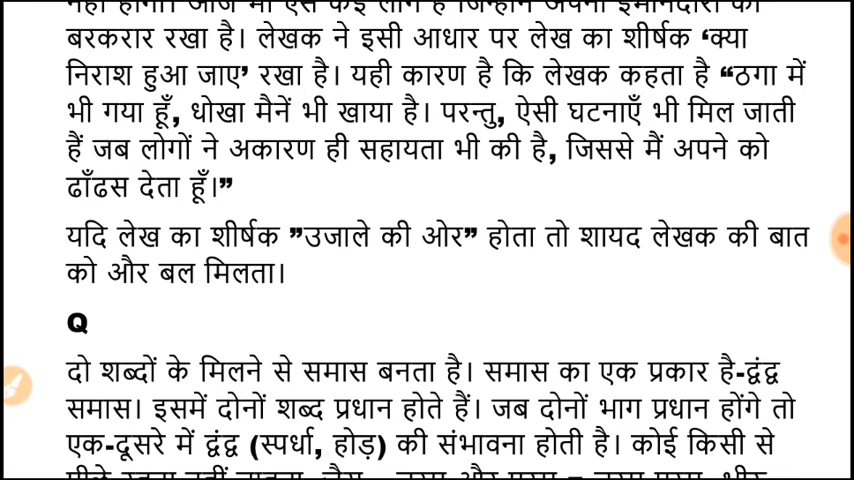 बरकरार रखा है। लेखक ने इसी आधार पर लेख का शीर्षक ‘क्या
निराश हुआ जाए’ रखा है। यही कारण है कि लेखक कहता है “ठगा में
भी गया हूँ, धोखा मैनें भी खाया है। परन्तु, ऐसी घटनाएँ भी मिल जाती
हैं जब लोगों ने अकारण ही सहायता भी की है, जिससे मैं अपने को
ढाँढस देता हूँ।”
यदि लेख का शीर्षक ”उजाले की ओर” होता तो शायद लेखक की बात
को और बल मिलता।
Q
दो शब्दों के मिलने से समास बनता है। समास का एक प्रकार है-द्वंद्व
समास। इसमें दोनों शब्द प्रधान होते हैं। जब दोनों भाग प्रधान होंगे तो
एक-दूसरे में द्वंद्व (स्पर्धा, होड़) की संभावना होती है। कोई किसी से